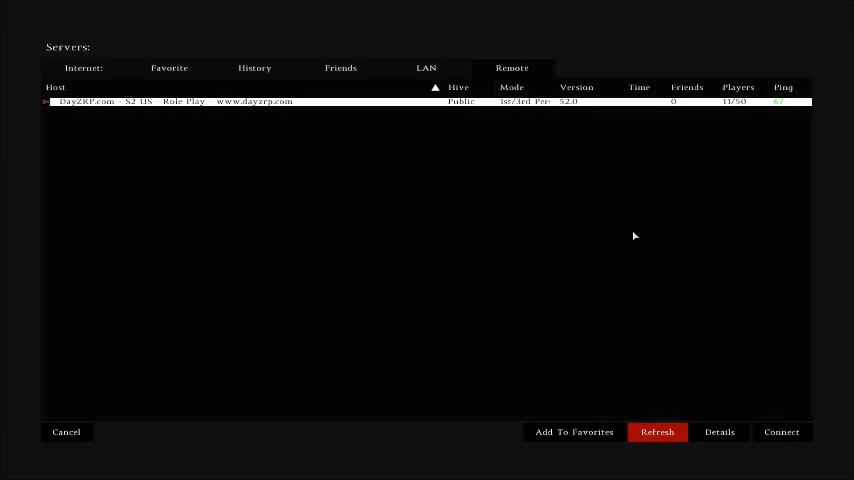 Servers:
Internet: Favorite History Friends LAN Remote
Host Hive Mode Version Time Friends Players Ping
DayZRP.com - S2 US - Role Play - www.dayzrp.com Public 1st/3rd Per: 52.0 0 11/50 67
Cancel Add To Favorites Refresh Details Connect